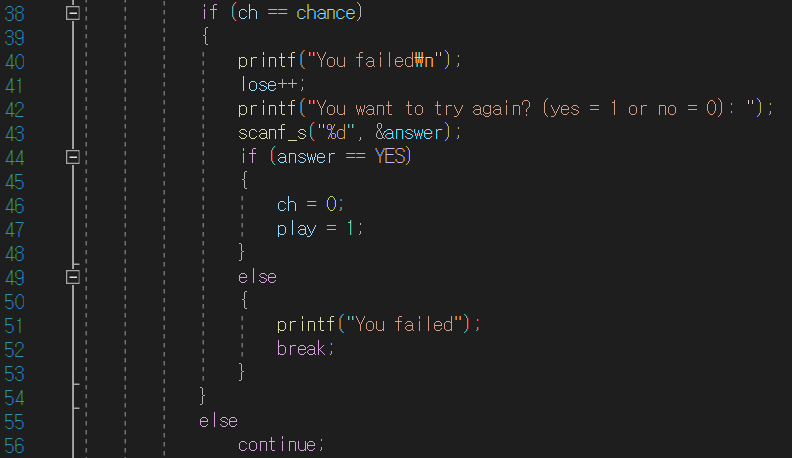 38 if (ch == chance)
39 {
40 printf("You failed₩n");
41 lose++;
42 printf("You want to try again? (yes = 1 or no = 0): ");
43 scanf_s("%d", &answer);
44 if (answer == YES)
45 {
46 ch = 0;
47 play = 1;
48 }
49 else
50 {
51 printf("You failed");
52 break;
53 }
54 }
55 else
56 continue;